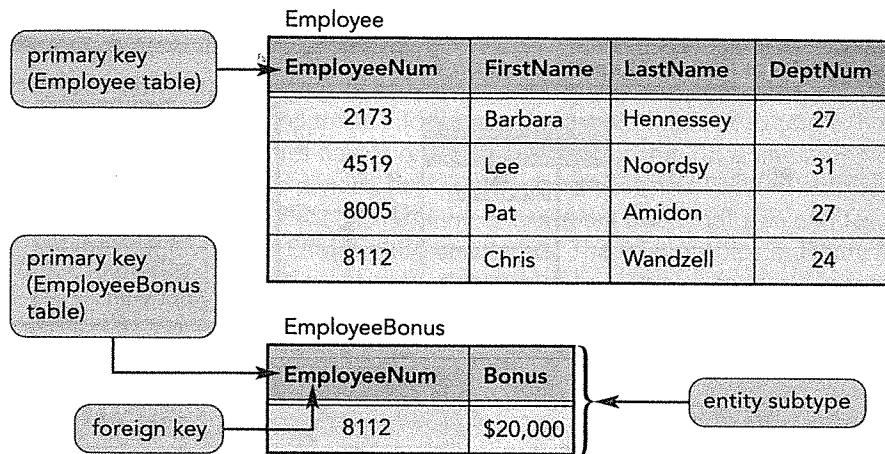 Employee
primary key
(Employee table)
EmployeeNum FirstName LastName DeptNum
2173 Barbara Hennessey 27
4519 Lee Noordsy 31
8005 Pat Amidon 27
8112 Chris Wandzell 24
primary key
(EmployeeBonus
table)
EmployeeBonus
EmployeeNum Bonus
8112 $20,000
foreign key
entity subtype